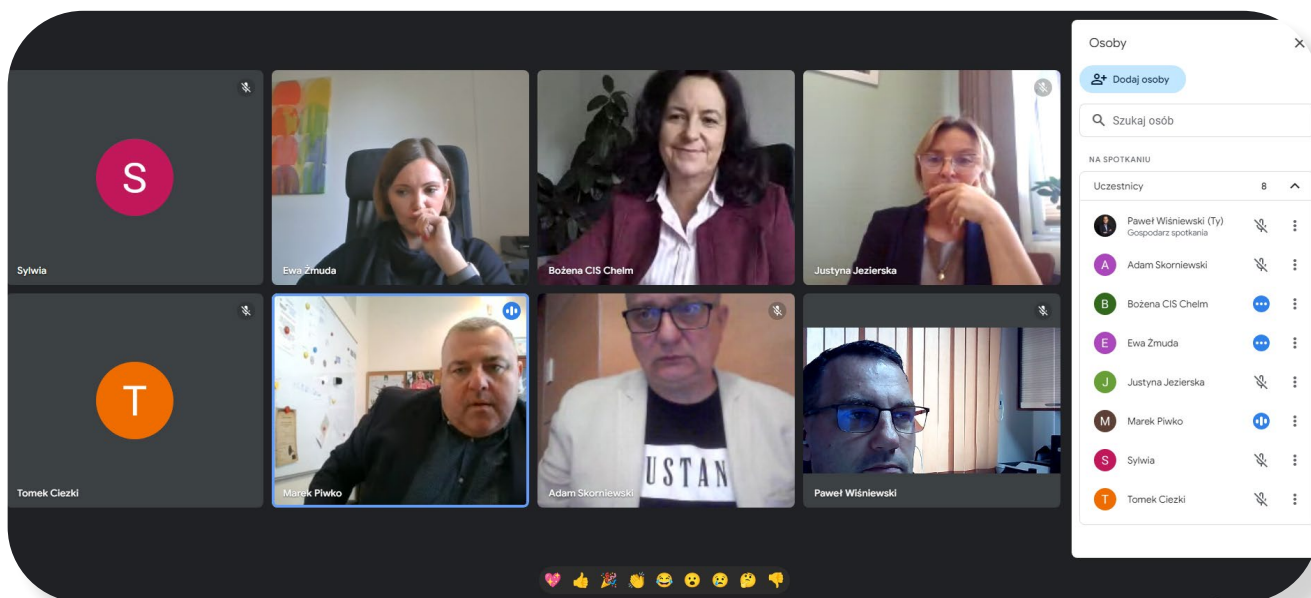 S
Sylwia
Ewa Żmuda
Bożena CIS Chelm
Justyna Jezierska
T
Tomek Ciezki
Marek Piwko
USTAN
Adam Skorniewski
Paweł Wiśniewski
Osoby
Dodaj osoby
Szukaj osób
NA SPOTKANIU
Uczestnicy 8
Paweł Wiśniewski (Ty)
Gospodarz spotkania
A Adam Skorniewski
B Bożena CIS Chelm
E Ewa Żmuda
J Justyna Jezierska
M Marek Piwko
S Sylwia
T Tomek Ciezki